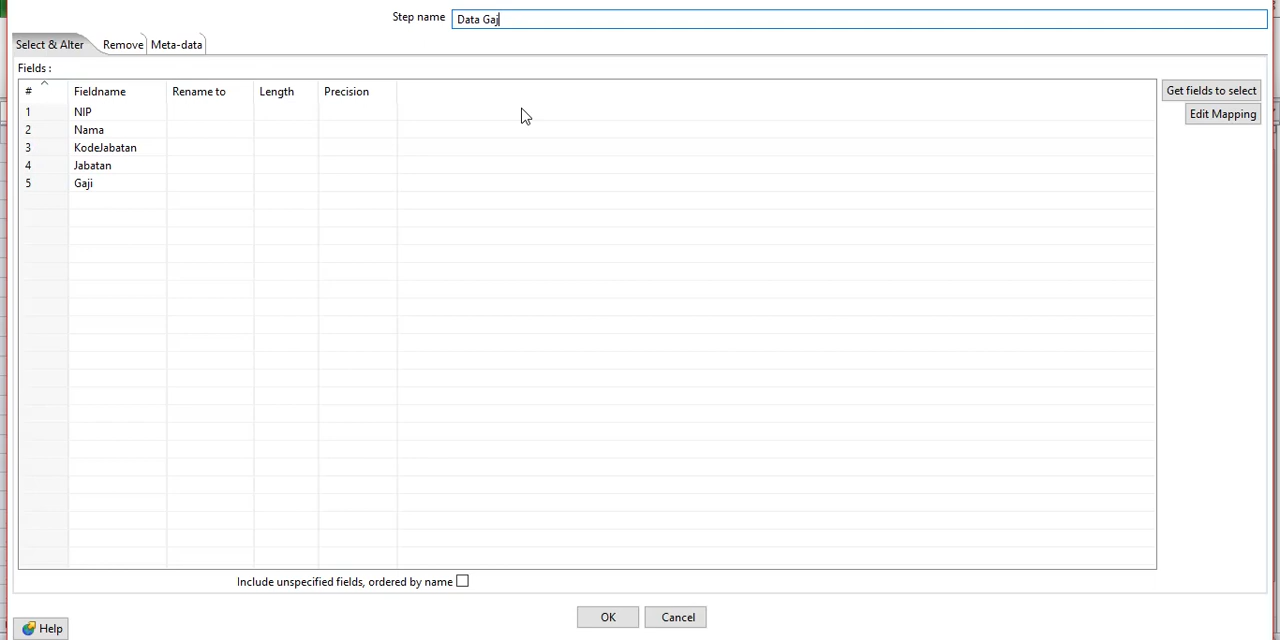 Step name Data Gaj
Select & Alter Remove Meta-data
Fields :
# Fieldname Rename to Length Precision
Get fields to select
1 NIP
Edit Mapping
2 Nama
3 KodeJabatan
4 Jabatan
5 Gaji
Include unspecified fields, ordered by name
OK Cancel
Help